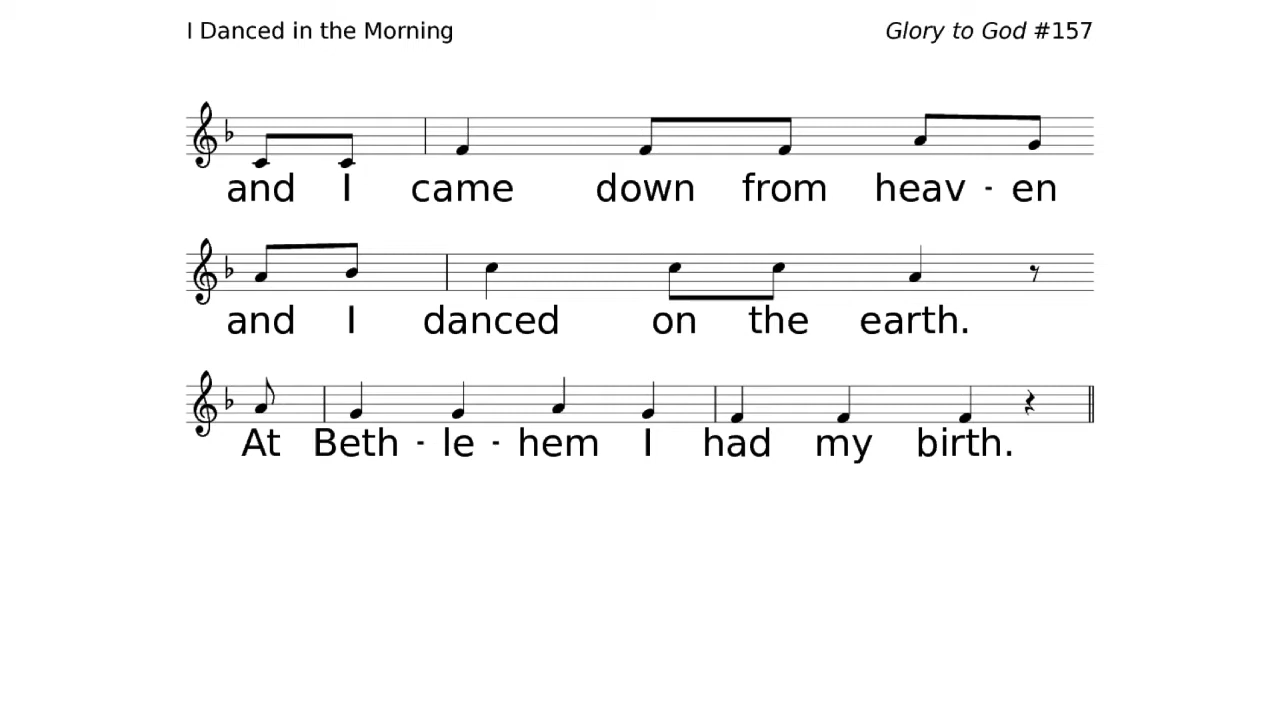 I Danced in the Morning Glory to God #157
and I came down from heav - en
and I danced on the earth.
At Beth - le - hem I had my birth.